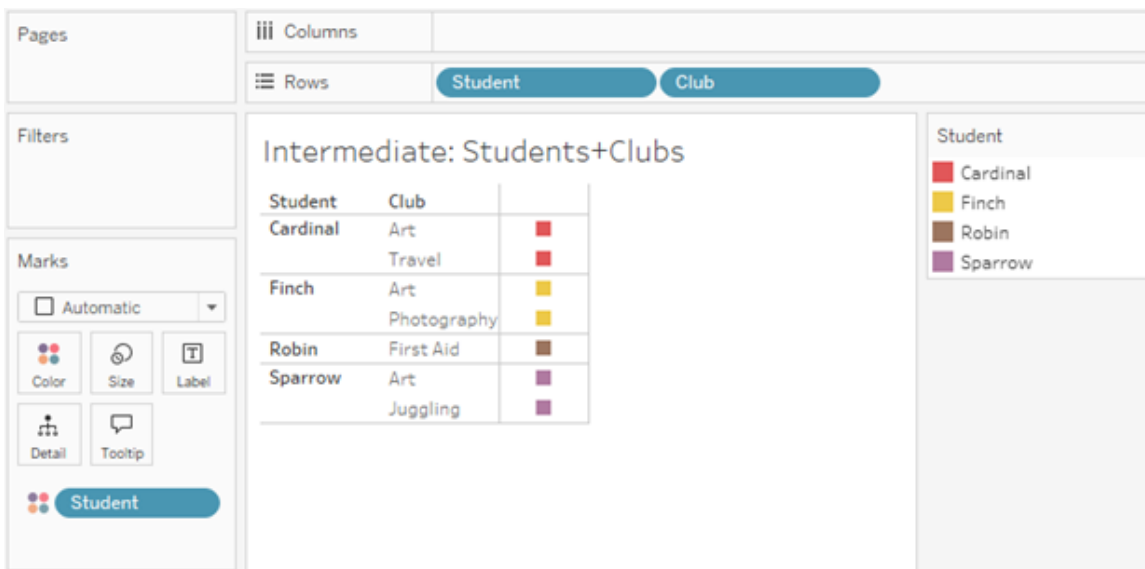 Pages
Columns
Rows Student Club
Filters
Intermediate: Students+Clubs
Student Club
Cardinal Art
Travel
Finch Art
Photography
Robin First Aid
Sparrow Art
Juggling
Student
Cardinal
Finch
Robin
Sparrow
Marks
Automatic
Color Size Label
T
Detail Tooltip
Student